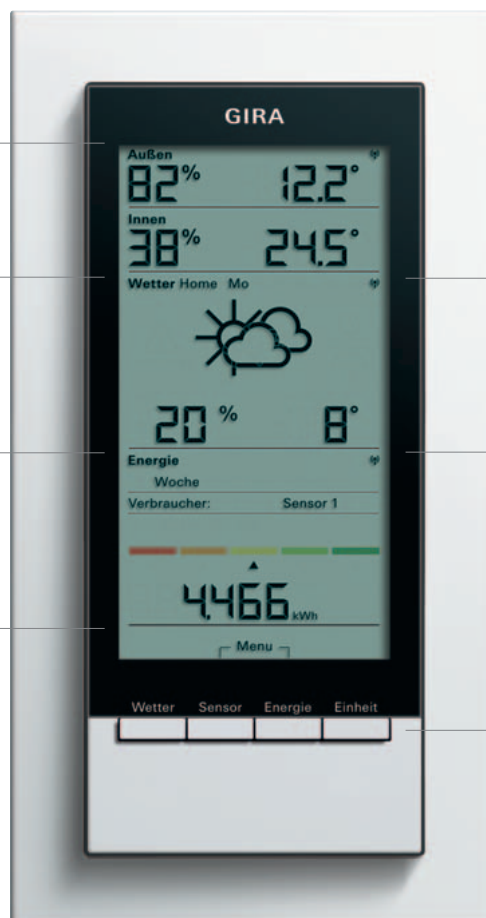 GIRA
Außen
82% 12.2°
Innen
38% 24.5°
Wetter Home Mo
20 % 8°
Energie
Woche
Verbraucher: Sensor 1
4.466 kWh
Menu
Wetter Sensor Energie Einheit